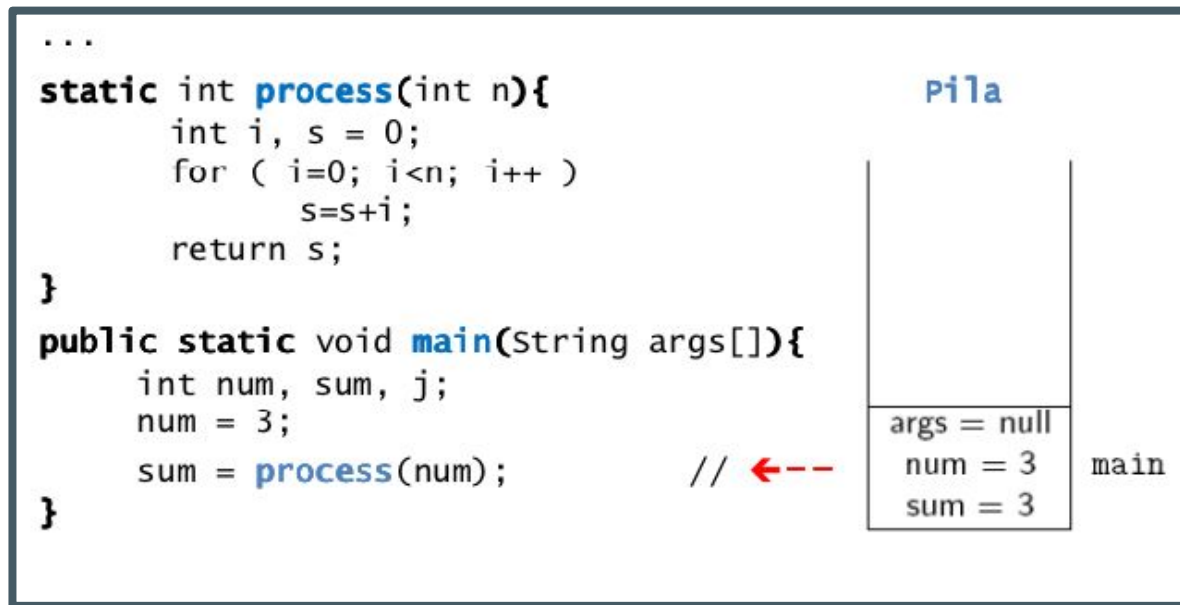 ...
static int process(int n){
Pila
int i, s = 0;
for ( i=0; i<n; i++ )
s=s+i;
return s;
}
public static void main(String args[]){
int num, sum, j;
num = 3;
sum = process(num); //
}
args = null
num = 3
sum = 3
main